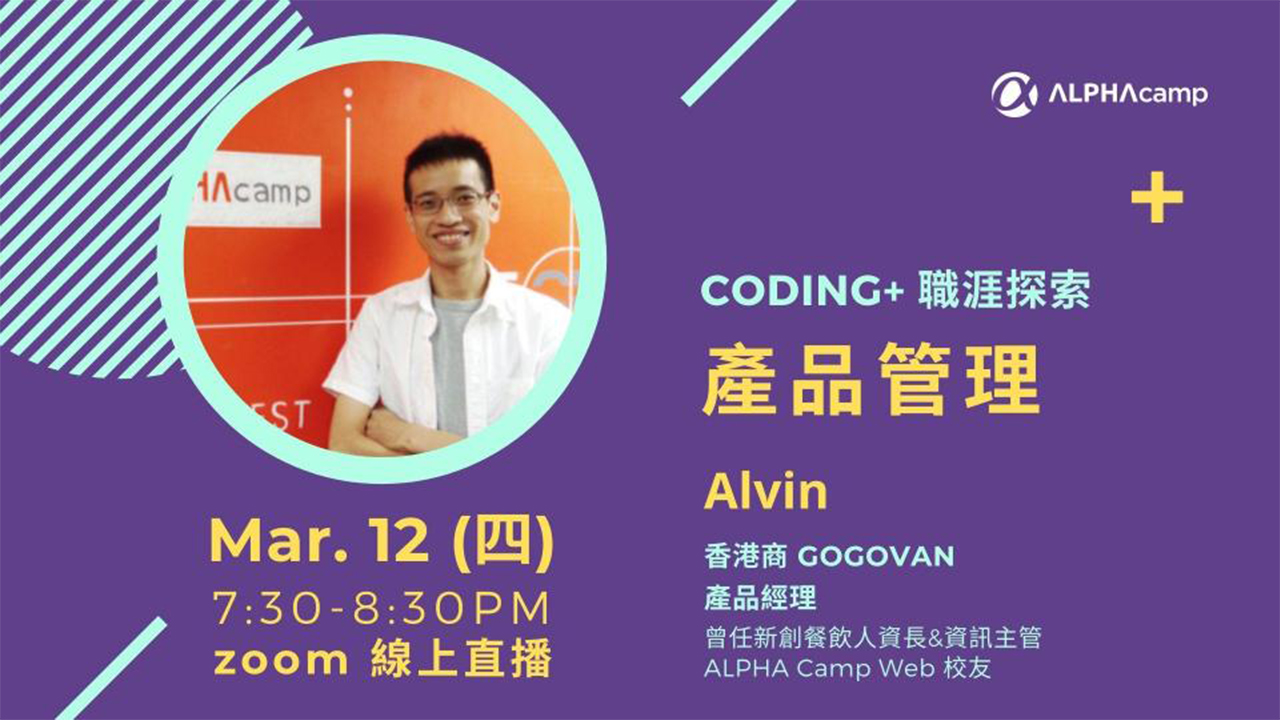 ALPHAcamp
HAcamp
EST
CODING+ 職涯探索
產品管理
Alvin
香港商 GOGOVAN
產品經理
曾任新創餐飲人資長&資訊主管
ALPHA Camp Web 校友
Mar. 12 (四)
7:30-8:30PM
zoom 線上直播